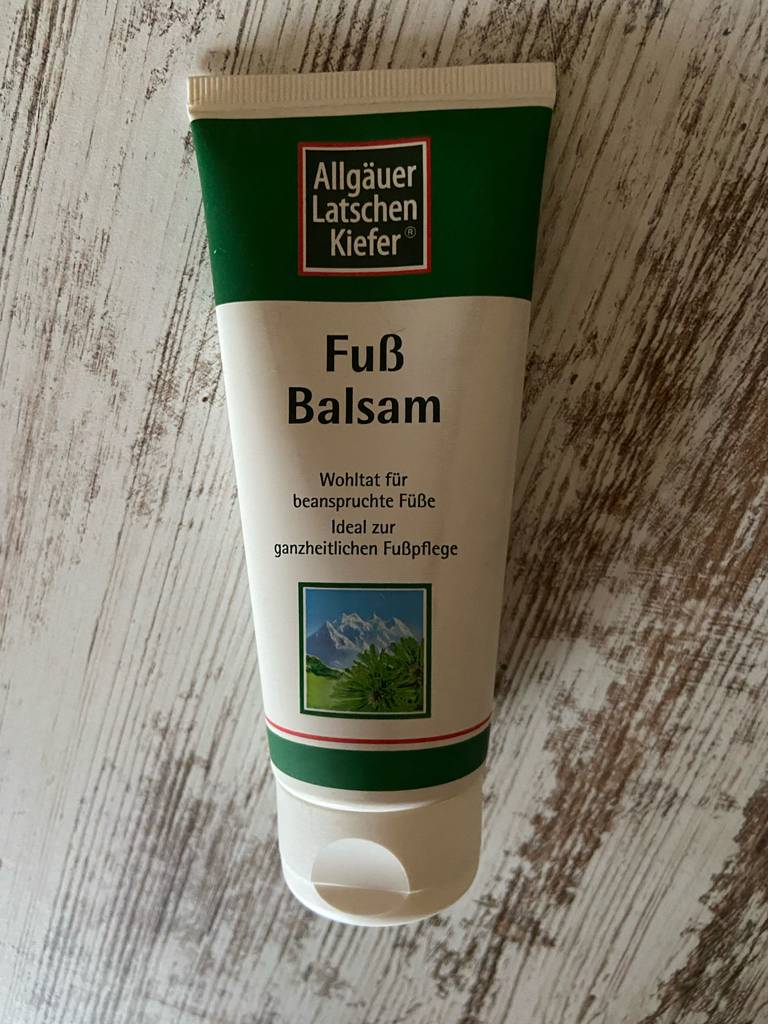 Allgäuer
Latschen
Kiefer®
Fuß
Balsam
Wohltat für
beanspruchte Füße
Ideal zur
ganzheitlichen Fußpflege